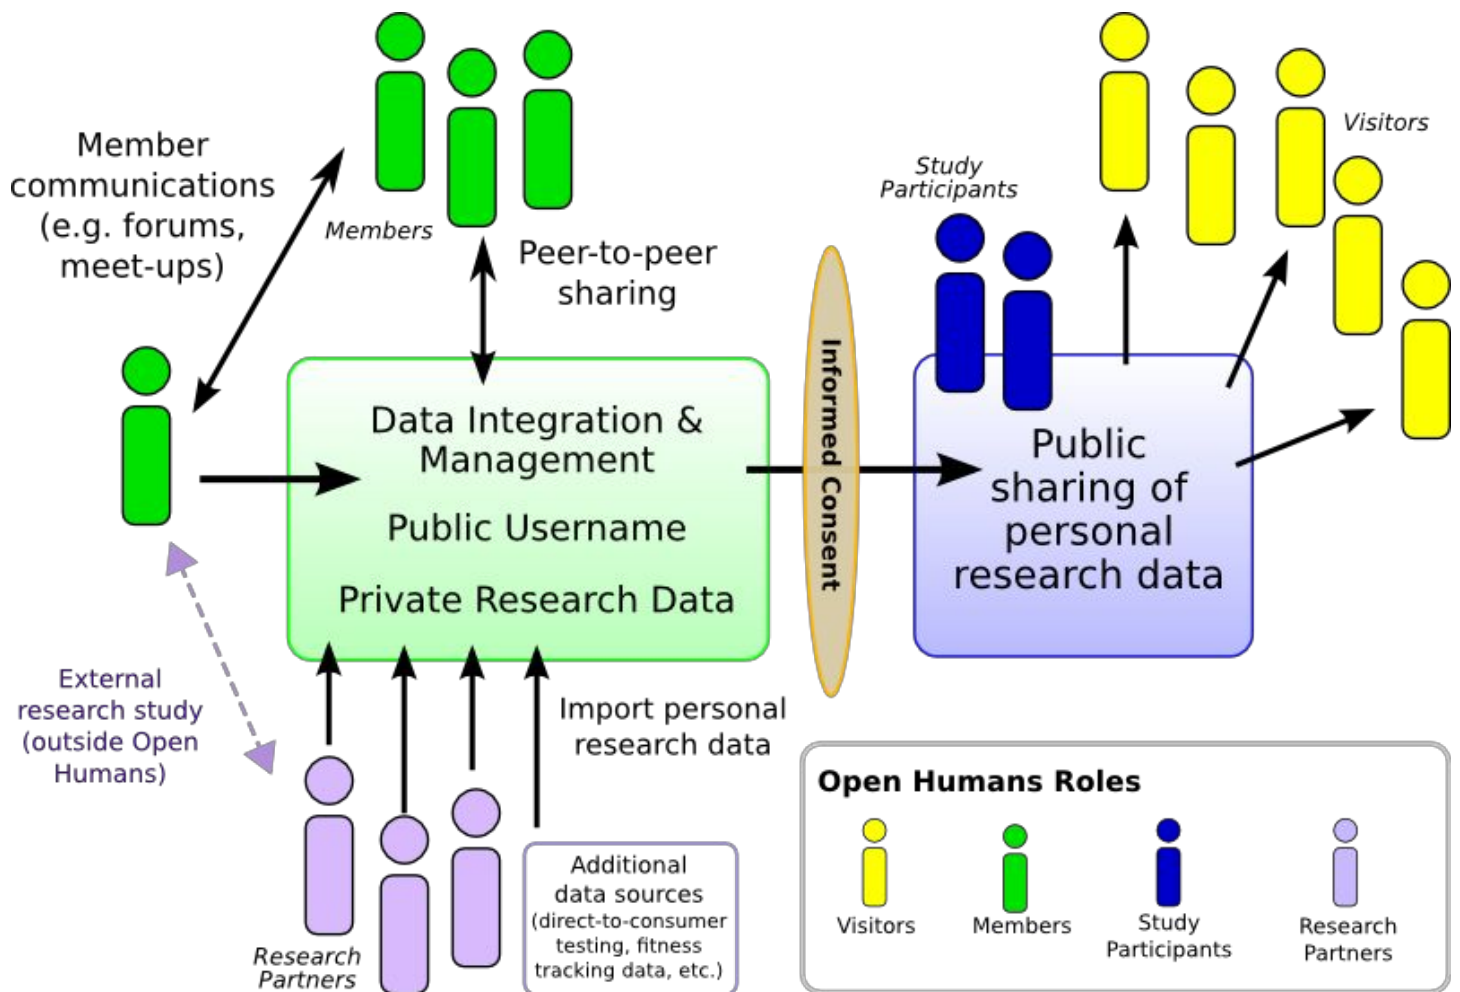 Member
communications
(e.g. forums,
meet-ups)
Members
Peer-to-peer
sharing
Study
Participants
Visitors
Data Integration &
Management
Public Username
Private Research Data
Informed Consent
Public
sharing of
personal
research data
External
research study
(outside Open
Humans)
Import personal
research data
Research
Partners
Additional
data sources
(direct-to-consumer
testing, fitness
tracking data, etc.)
Open Humans Roles
Visitors
Members
Study
Participants
Research
Partners